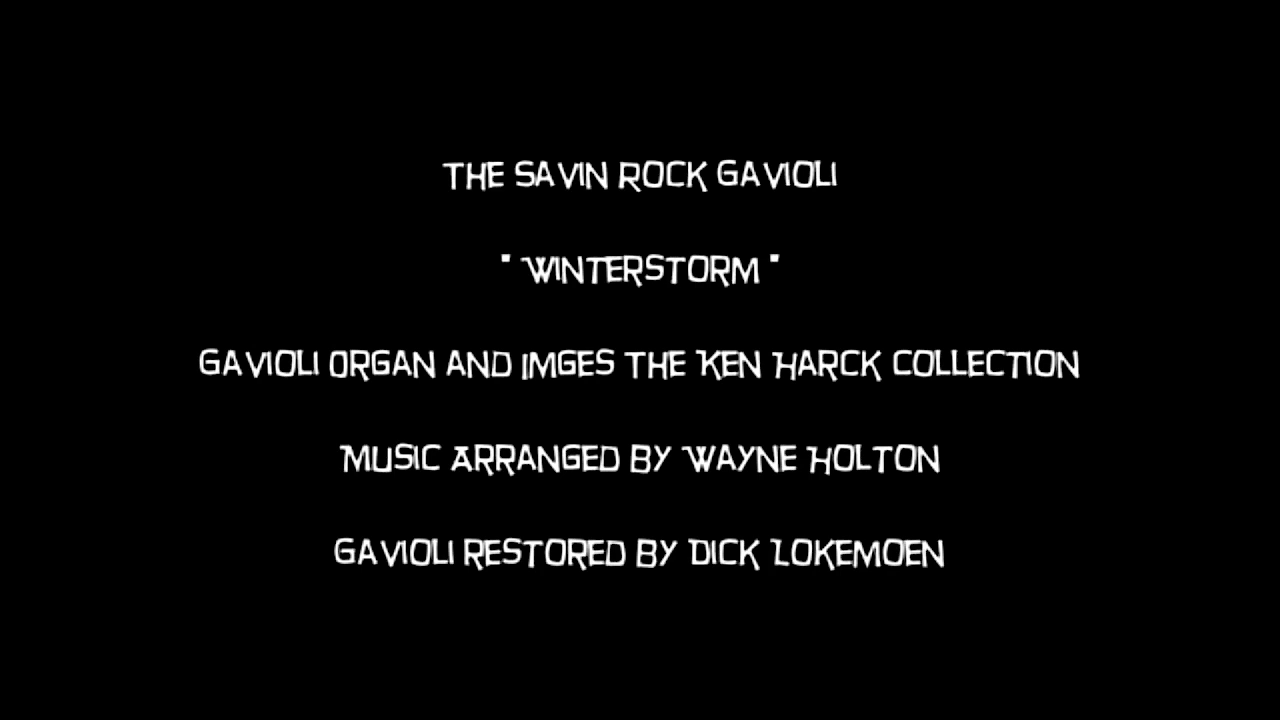 THE SAVIN ROCK GAVIOLI
" WINTERSTORM "
GAVIOLI ORGAN AND IMGES THE KEN HARCK COLLECTION
MUSIC ARRANGED BY WAYNE HOLTON
GAVIOLI RESTORED BY DICK LOKEMOEN